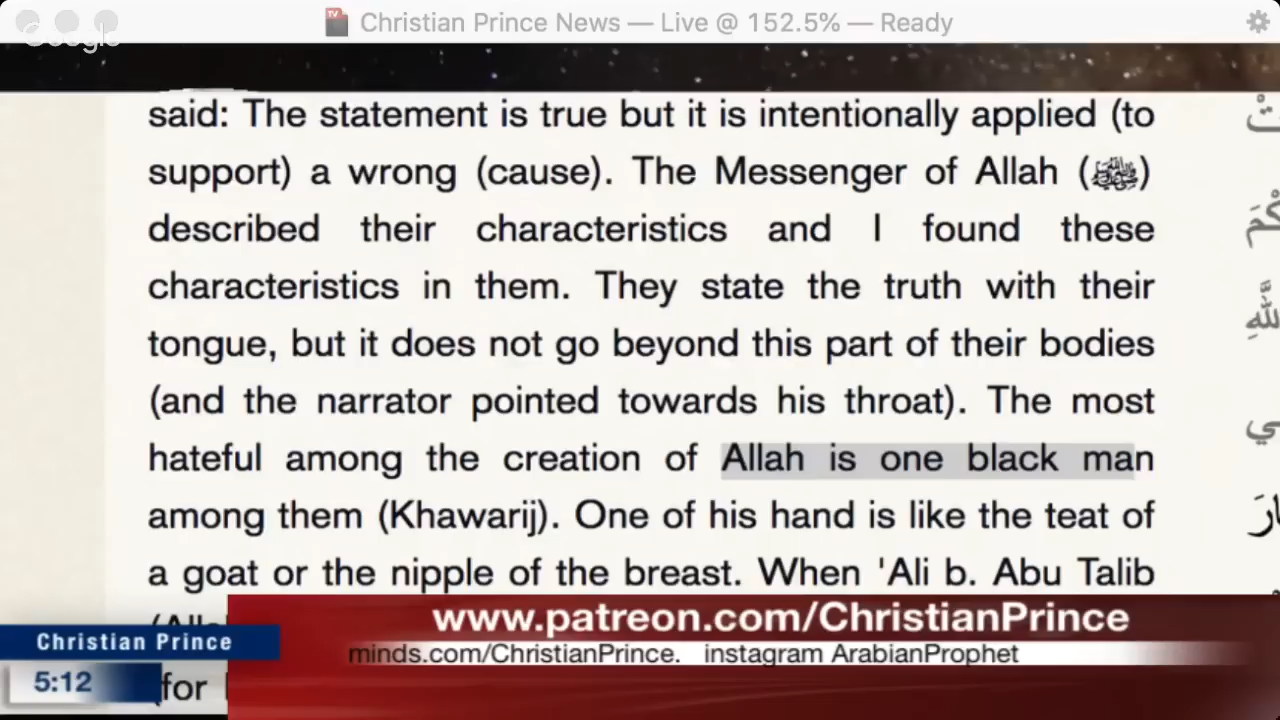 Christian Prince News — Live @ 152.5% — Ready
Google
said: The statement is true but it is intentionally applied (to
support) a wrong (cause). The Messenger of Allah (ﷺ)
described their characteristics and I found these
characteristics in them. They state the truth with their
tongue, but it does not go beyond this part of their bodies
(and the narrator pointed towards his throat). The most
hateful among the creation of Allah is one black man
among them (Khawarij). One of his hand is like the teat of
a goat or the nipple of the breast. When 'Ali b. Abu Talib
www.patreon.com/ChristianPrince
Christian Prince
minds.com/ChristianPrince. instagram ArabianProphet
5:12
(for